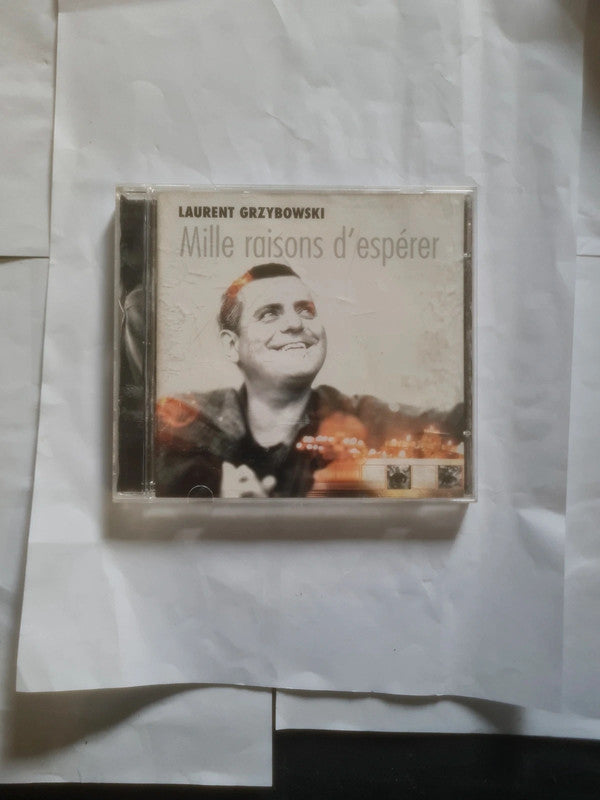 LAURENT GRZYBOWSKI
Mille raisons d'espérer